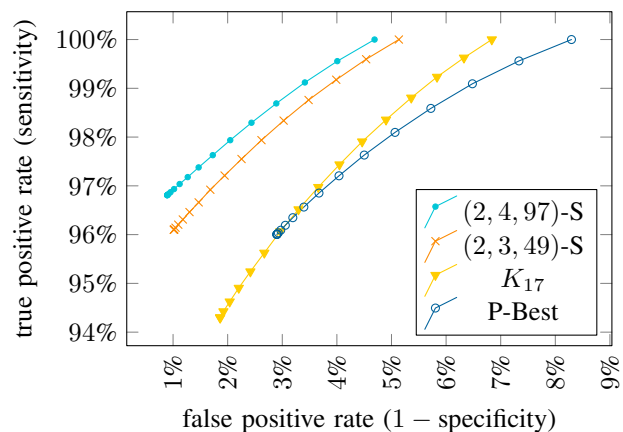 true positive rate (sensitivity)
100%
99%
98%
97%
96%
95%
94%
(2, 4, 97)-S
(2, 3, 49)-S
K₁₇
P-Best
1%
2%
3%
4%
5%
6%
7%
8%
9%
false positive rate (1 − specificity)